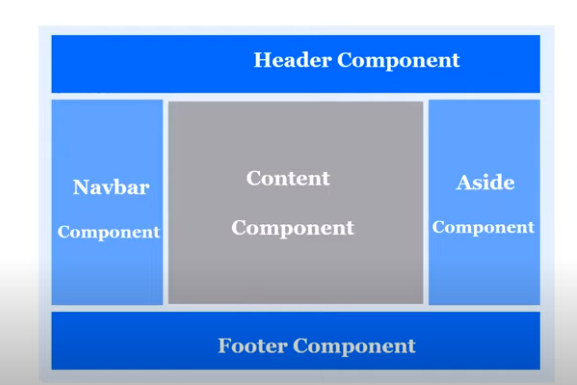 Header Component
Navbar
Component
Content
Component
Aside
Component
Footer Component